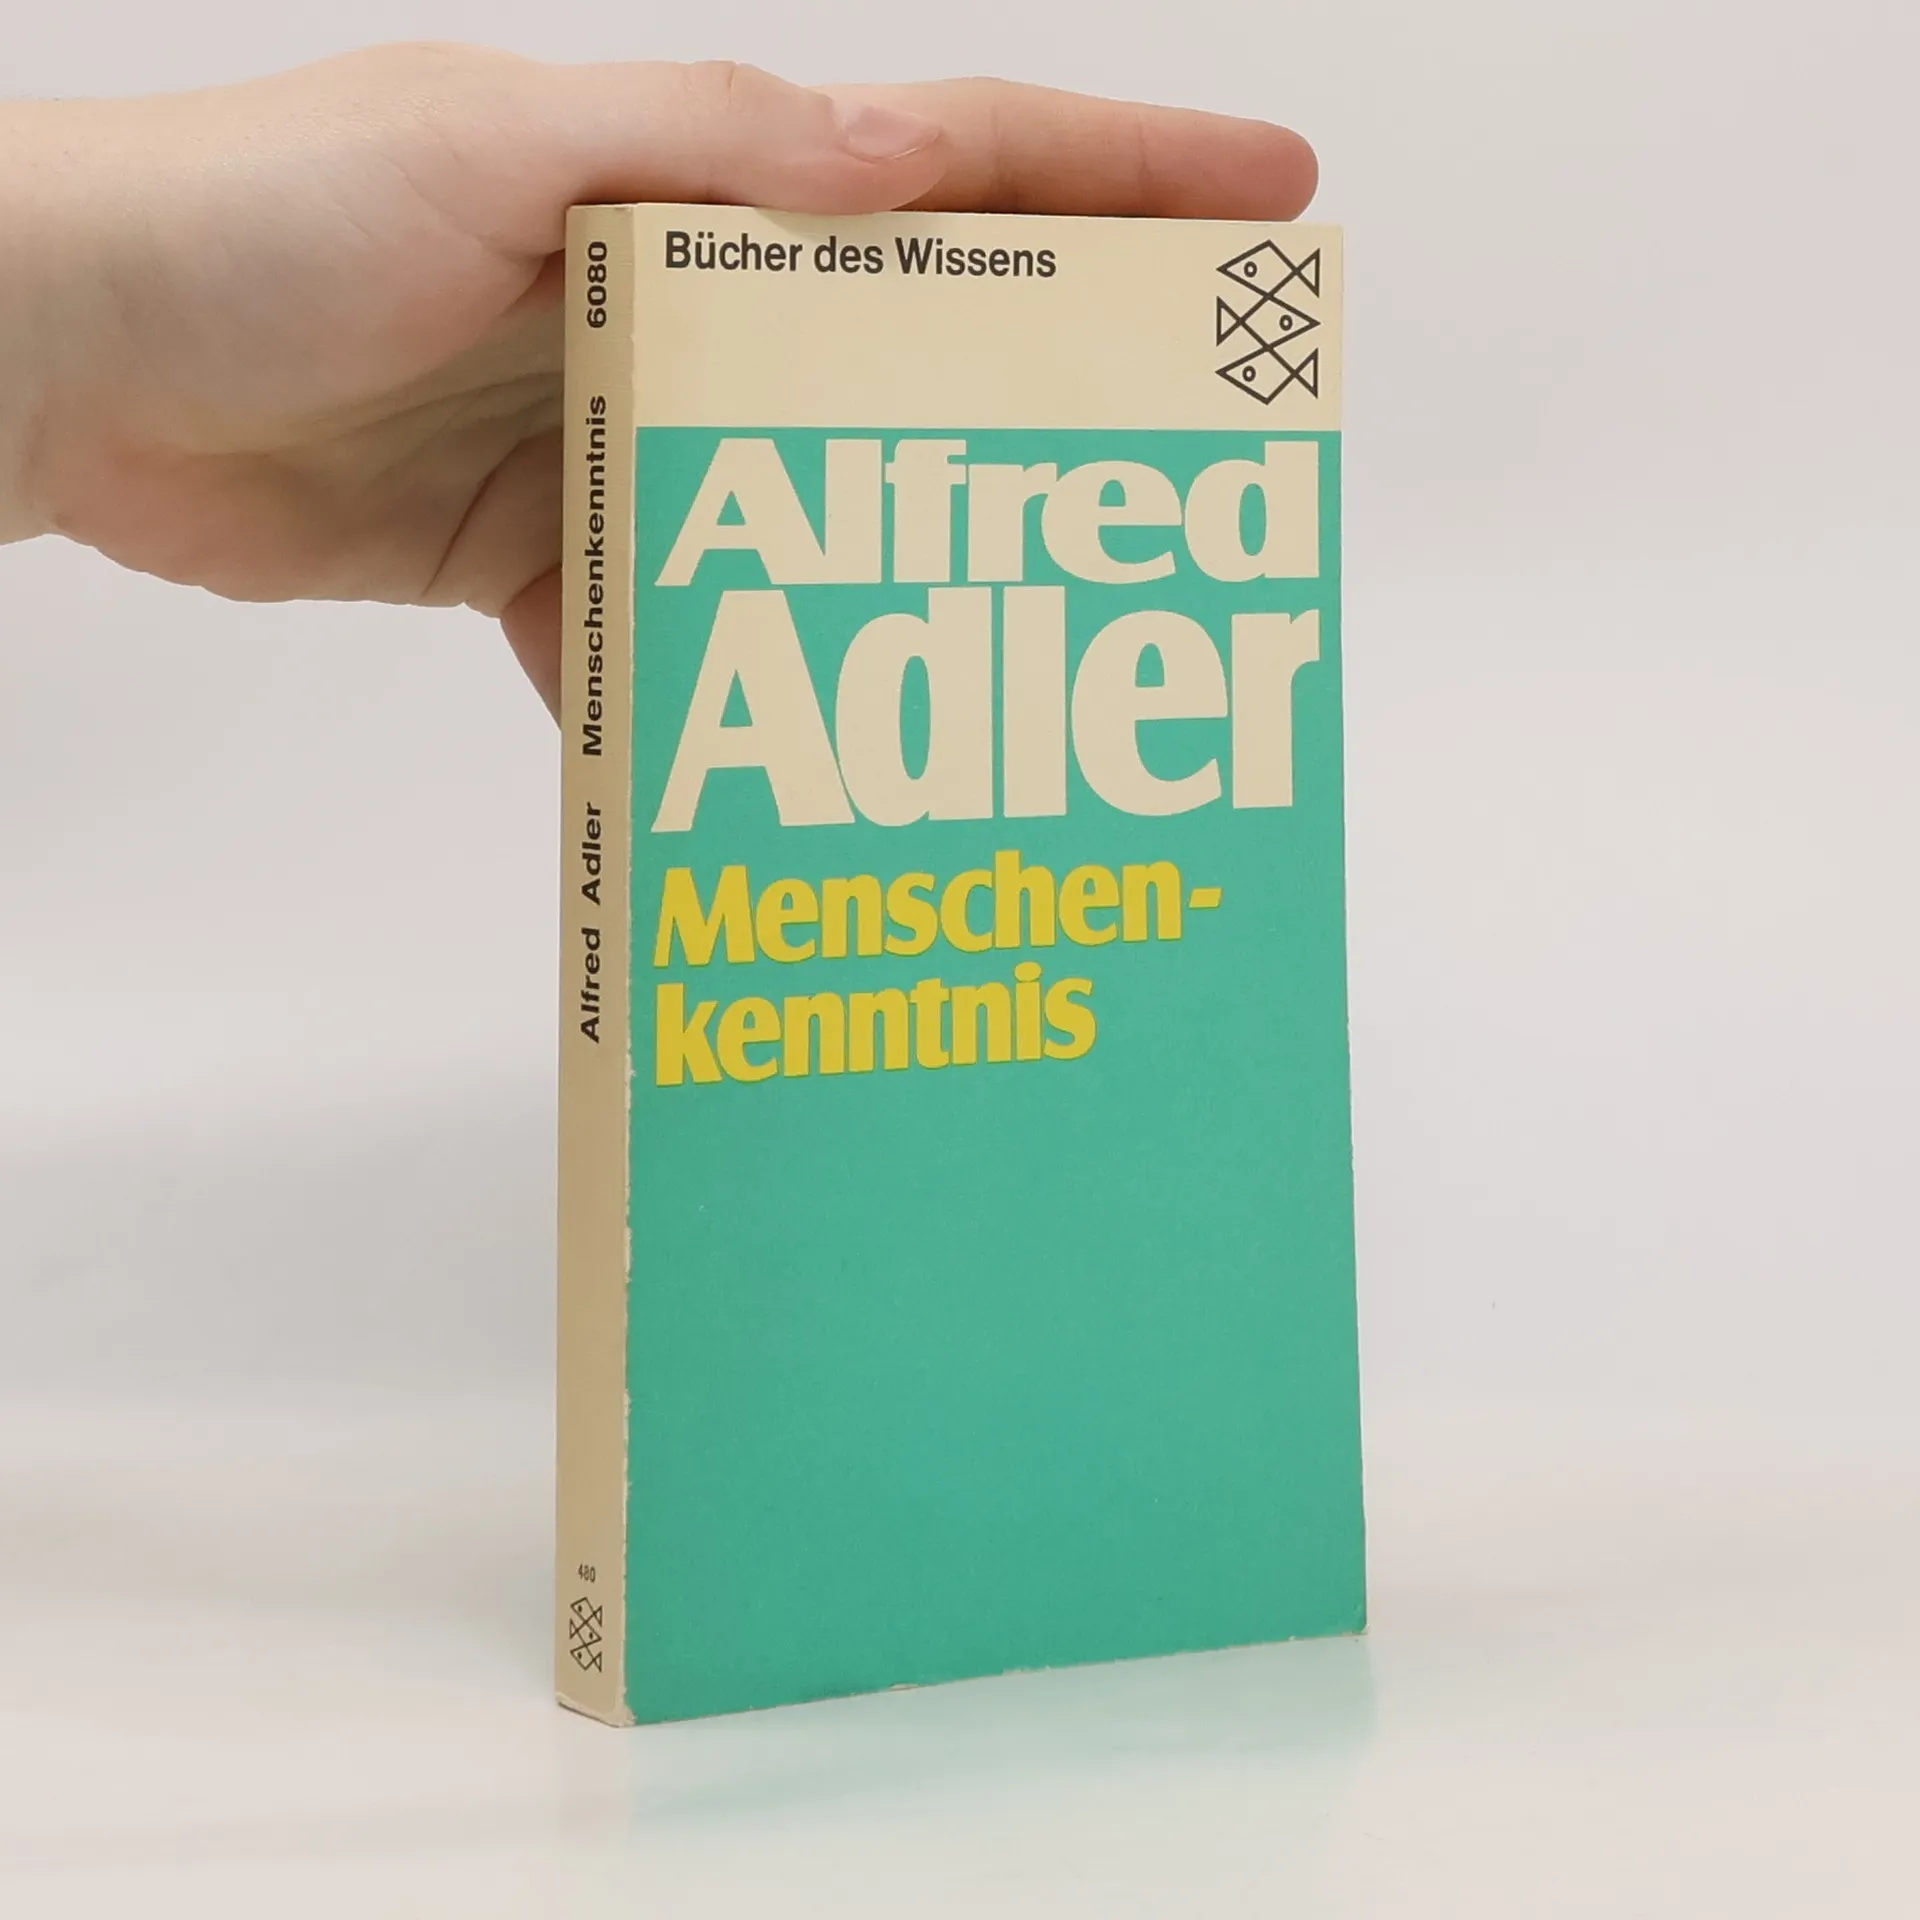 Bücher des Wissens
Alfred
Adler
Menschen-
kenntnis
Alfred Adler Menschenkenntnis 6080
480